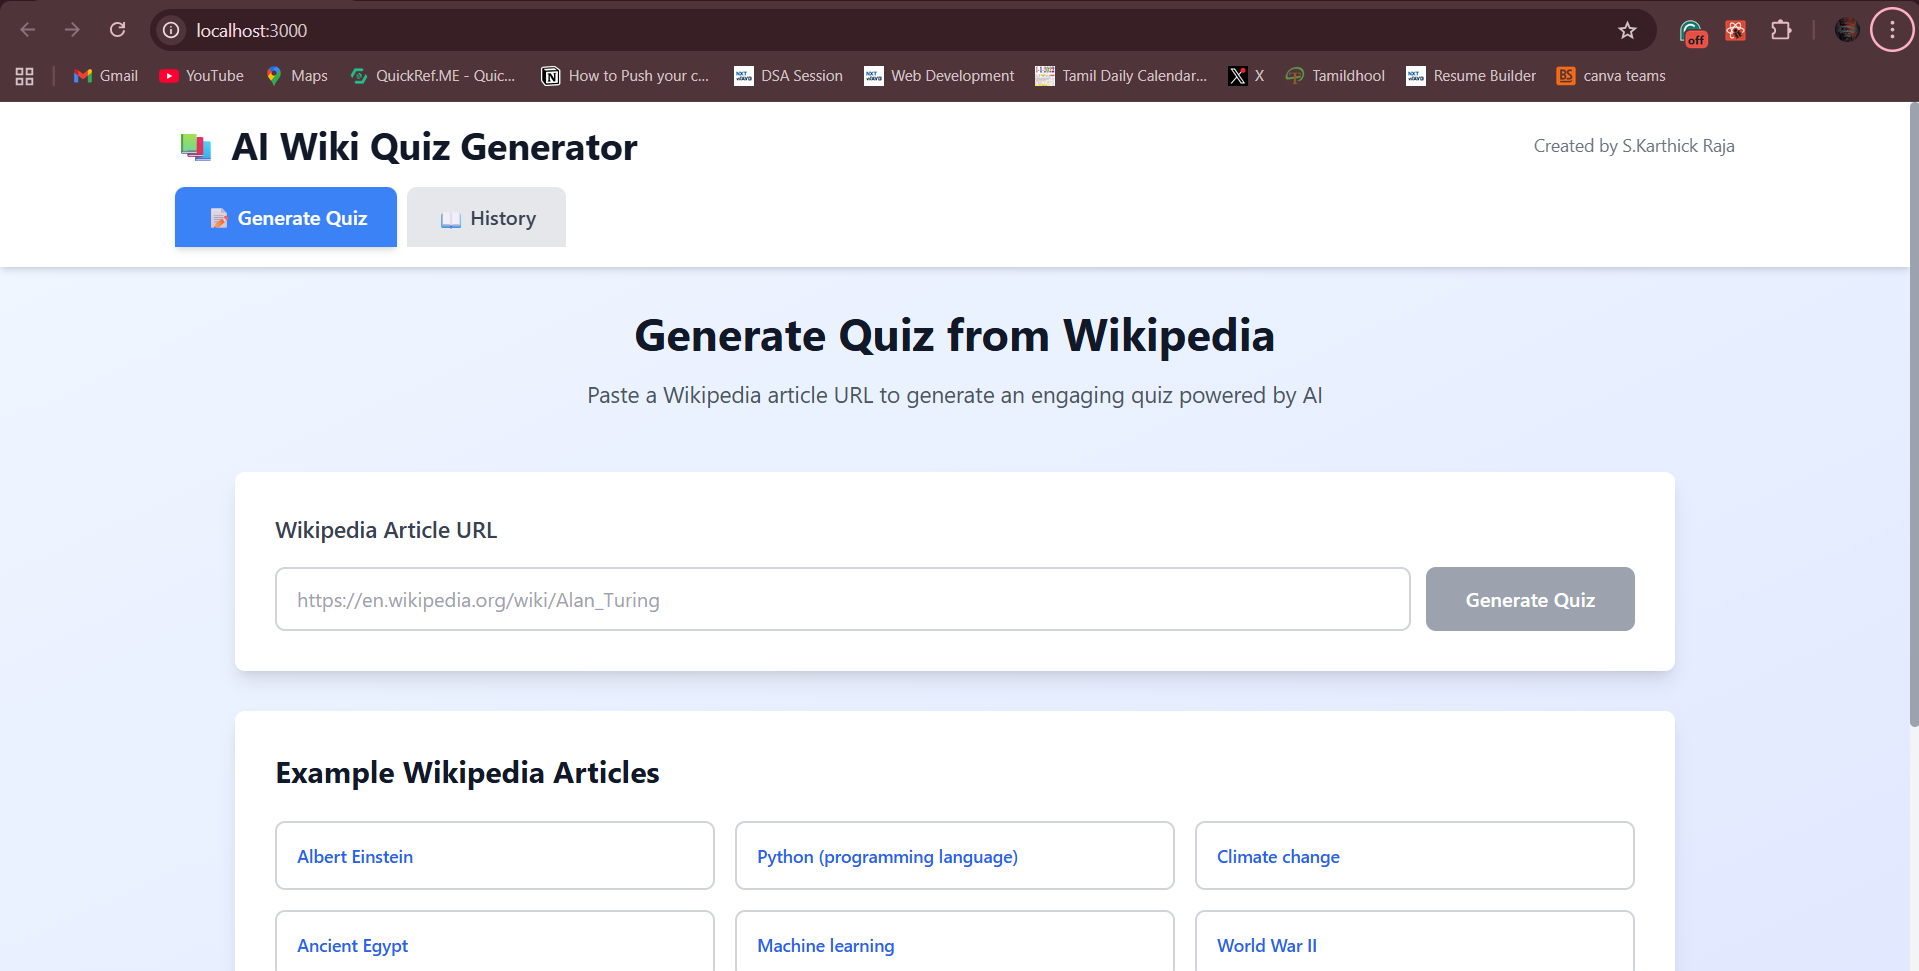 localhost:3000
off
Gmail YouTube Maps QuickRef.ME - Quic... How to Push your c... DSA Session Web Development Tamil Daily Calendar... X Tamildhool Resume Builder BS canva teams
AI Wiki Quiz Generator
Created by S.Karthick Raja
Generate Quiz History
Generate Quiz from Wikipedia
Paste a Wikipedia article URL to generate an engaging quiz powered by AI
Wikipedia Article URL
https://en.wikipedia.org/wiki/Alan_Turing Generate Quiz
Example Wikipedia Articles
Albert Einstein Python (programming language) Climate change
Ancient Egypt Machine learning World War II